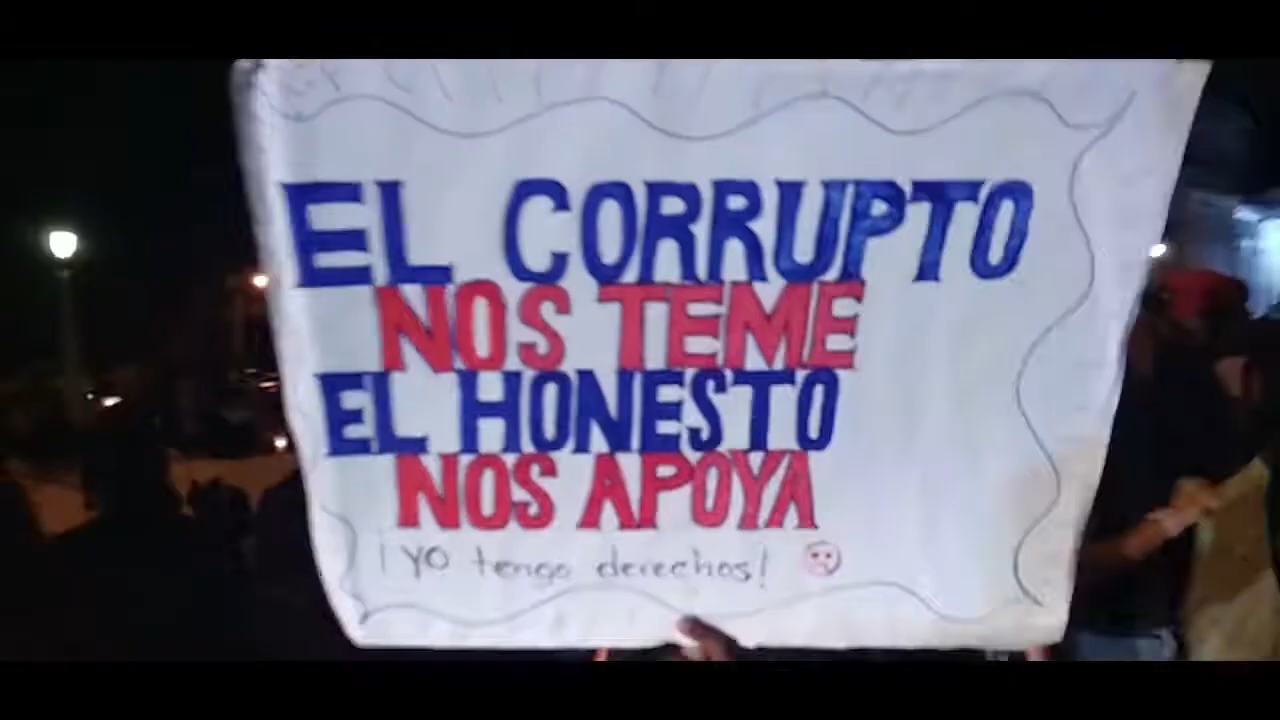 EL CORRUPTO
NOS TEME
EL HONESTO
NOS APOYA
¡YO tengo derechos!